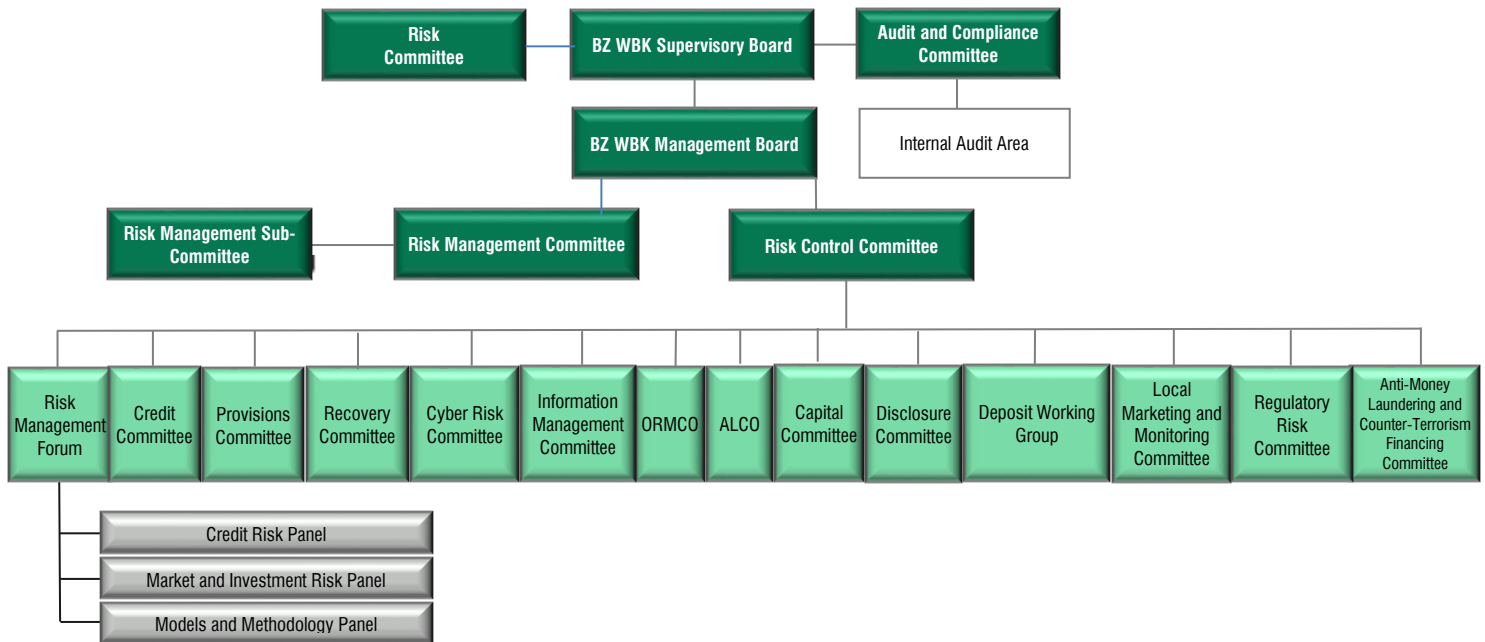 Risk
Committee
BZ WBK Supervisory Board
Audit and Compliance
Committee
BZ WBK Management Board
Internal Audit Area
Risk Management Sub-
Committee
Risk Management Committee
Risk Control Committee
Risk
Management
Forum
Credit
Committee
Provisions
Committee
Recovery
Committee
Cyber Risk
Committee
Information
Management
Committee
ORMCO
ALCO
Capital
Committee
Disclosure
Committee
Deposit Working
Group
Local
Marketing and
Monitoring
Committee
Regulatory
Risk
Committee
Anti-Money
Laundering and
Counter-Terrorism
Financing
Committee
Credit Risk Panel
Market and Investment Risk Panel
Models and Methodology Panel